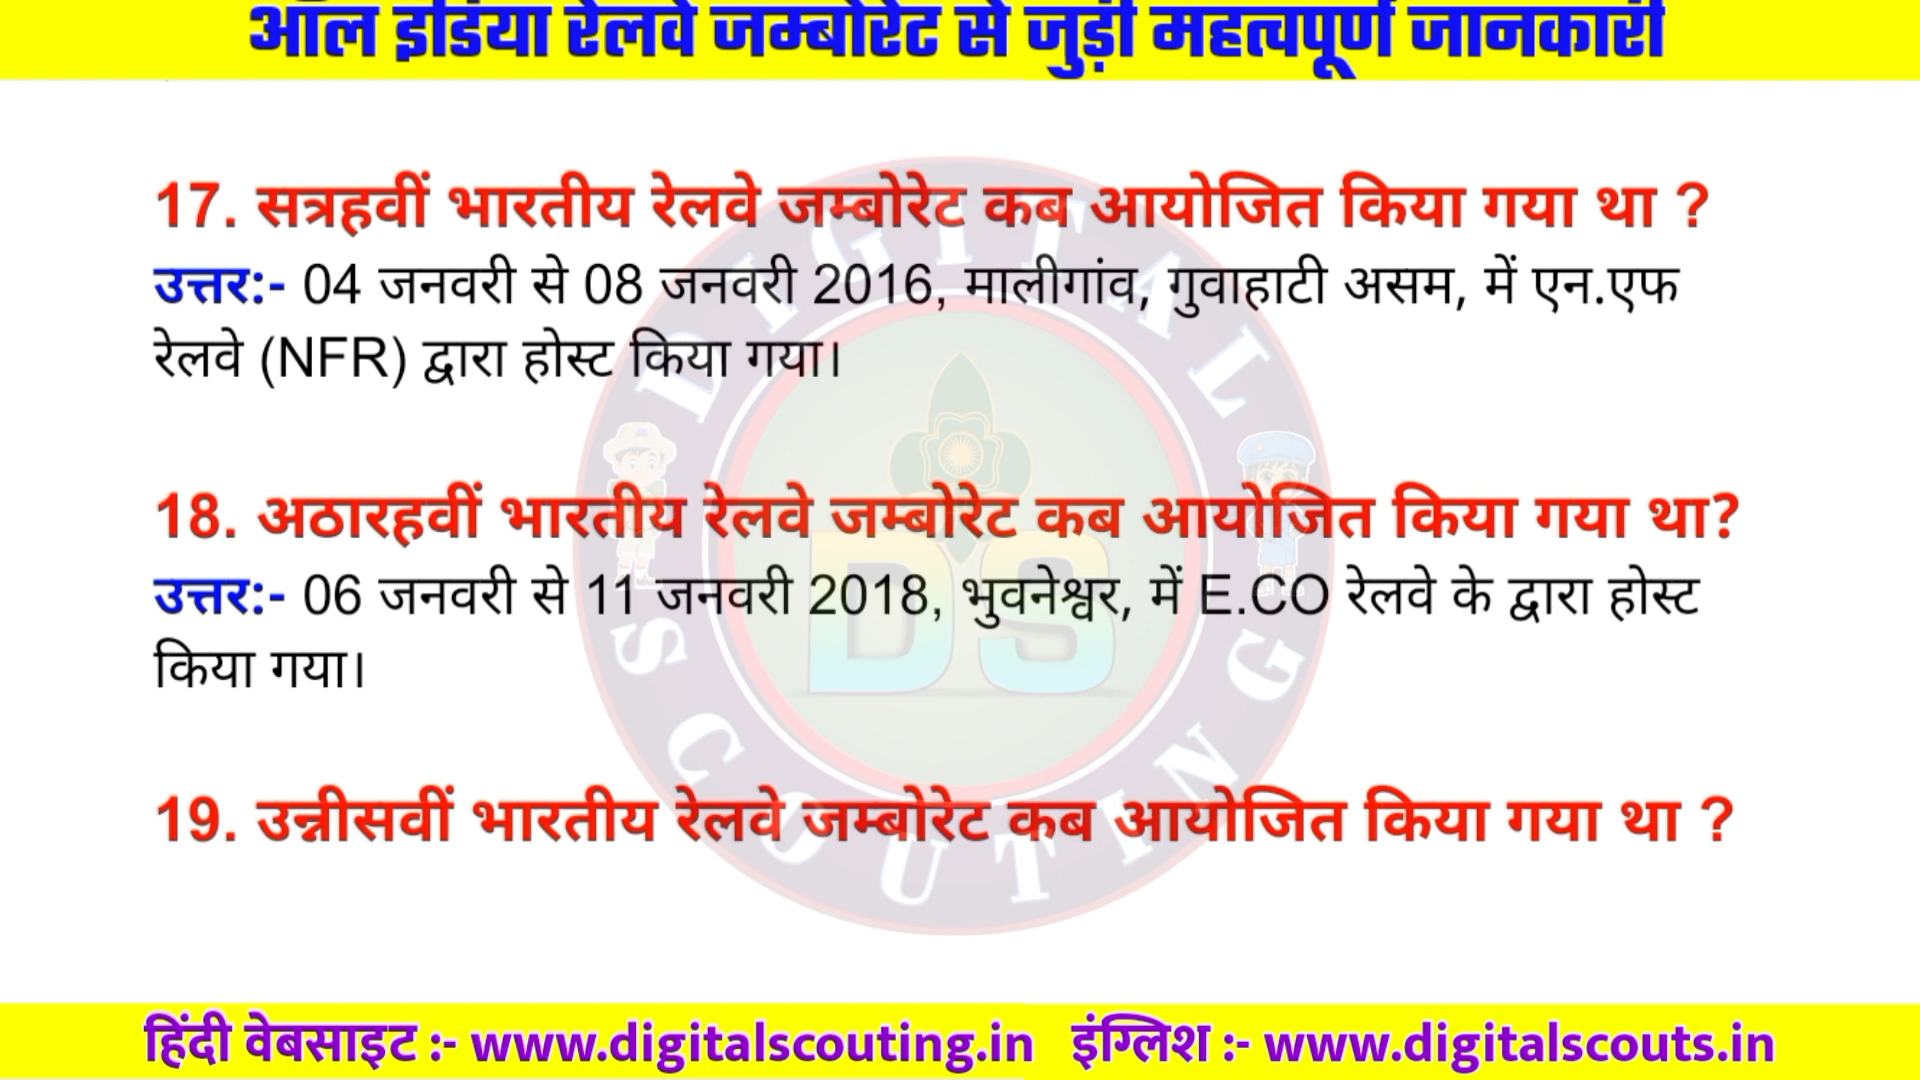 ऑल इंडिया रेलवे जम्बोरेट से जुड़ी महत्वपूर्ण जानकारी
17. सत्रहवीं भारतीय रेलवे जम्बोरेट कब आयोजित किया गया था ?
उत्तर:- 04 जनवरी से 08 जनवरी 2016, मालीगांव, गुवाहाटी असम, में एन.एफ
रेलवे (NFR) द्वारा होस्ट किया गया।
18. अठारहवीं भारतीय रेलवे जम्बोरेट कब आयोजित किया गया था?
उत्तर:- 06 जनवरी से 11 जनवरी 2018, भुवनेश्वर, में E.CO रेलवे के द्वारा होस्ट
किया गया।
19. उन्नीसवीं भारतीय रेलवे जम्बोरेट कब आयोजित किया गया था ?
DIGITAL
DS
SCOUTING
हिंदी वेबसाइट :- www.digitalscouting.in इंग्लिश :- www.digitalscouts.in